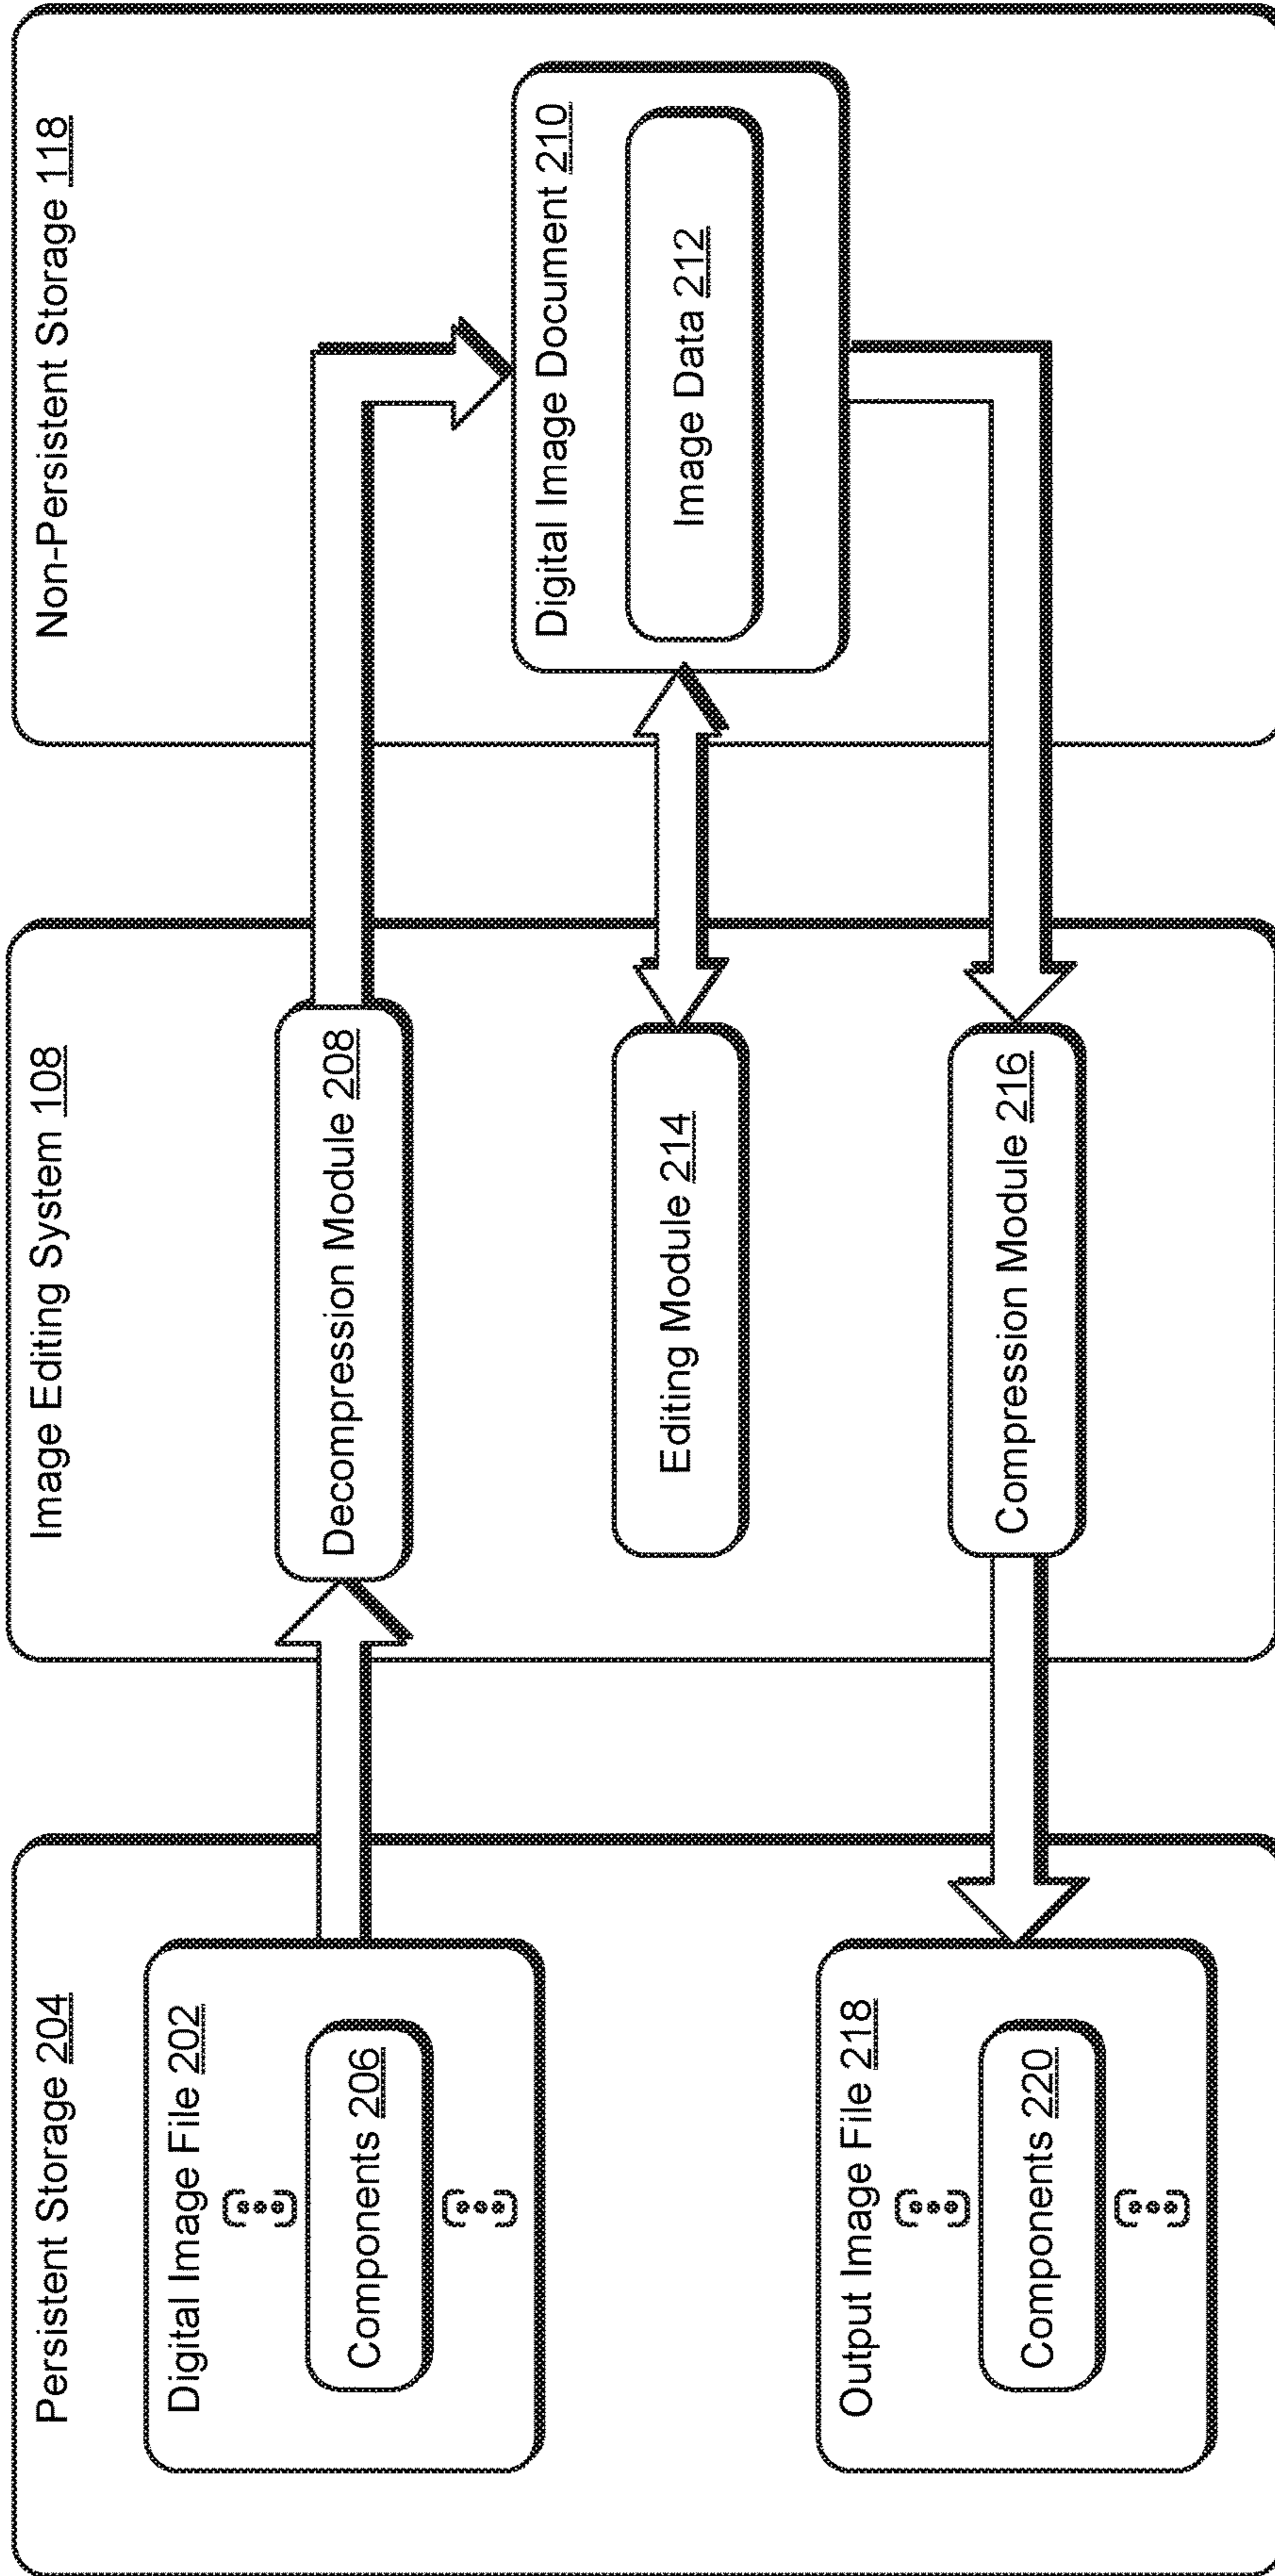 Persistent Storage 204
Digital Image File 202
Components 206
Output Image File 218
Components 220
Image Editing System 108
Decompression Module 208
Editing Module 214
Compression Module 216
Non-Persistent Storage 118
Digital Image Document 210
Image Data 212